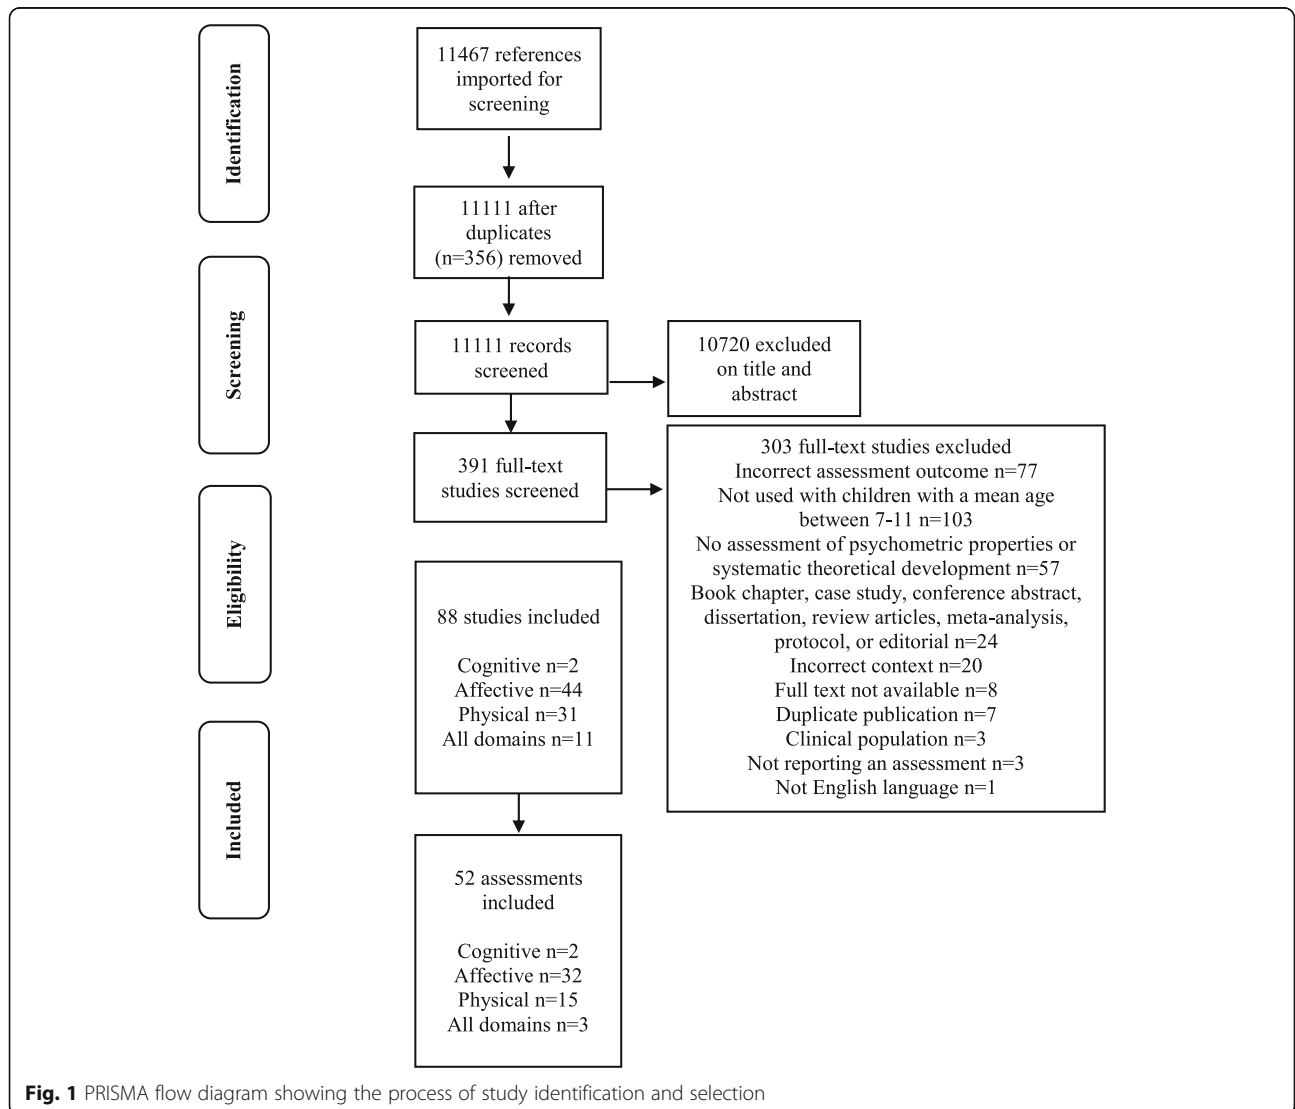 Identification
11467 references
imported for
screening
11111 after
duplicates
(n=356) removed
Screening
11111 records
screened
10720 excluded
on title and
abstract
391 full-text
studies screened
303 full-text studies excluded
Incorrect assessment outcome n=77
Not used with children with a mean age
between 7-11 n=103
No assessment of psychometric properties or
systematic theoretical development n=57
Book chapter, case study, conference abstract,
dissertation, review articles, meta-analysis,
protocol, or editorial n=24
Incorrect context n=20
Full text not available n=8
Duplicate publication n=7
Clinical population n=3
Not reporting an assessment n=3
Not English language n=1
Eligibility
88 studies included
Cognitive n=2
Affective n=44
Physical n=31
All domains n=11
Included
52 assessments
included
Cognitive n=2
Affective n=32
Physical n=15
All domains n=3
Fig. 1 PRISMA flow diagram showing the process of study identification and selection